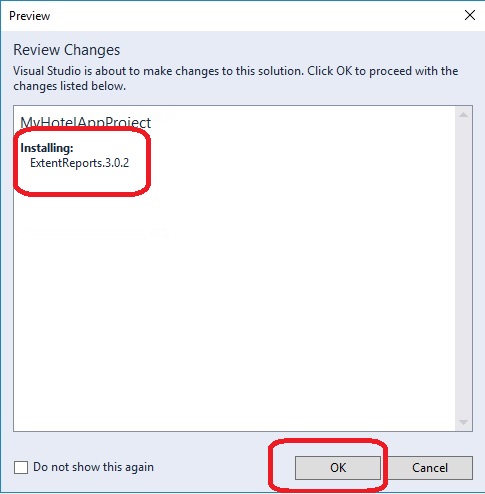 Preview
Review Changes
Visual Studio is about to make changes to this solution. Click OK to proceed with the
changes listed below.
MyHotelAppProject
Installing:
ExtentReports.3.0.2
Do not show this again
OK
Cancel